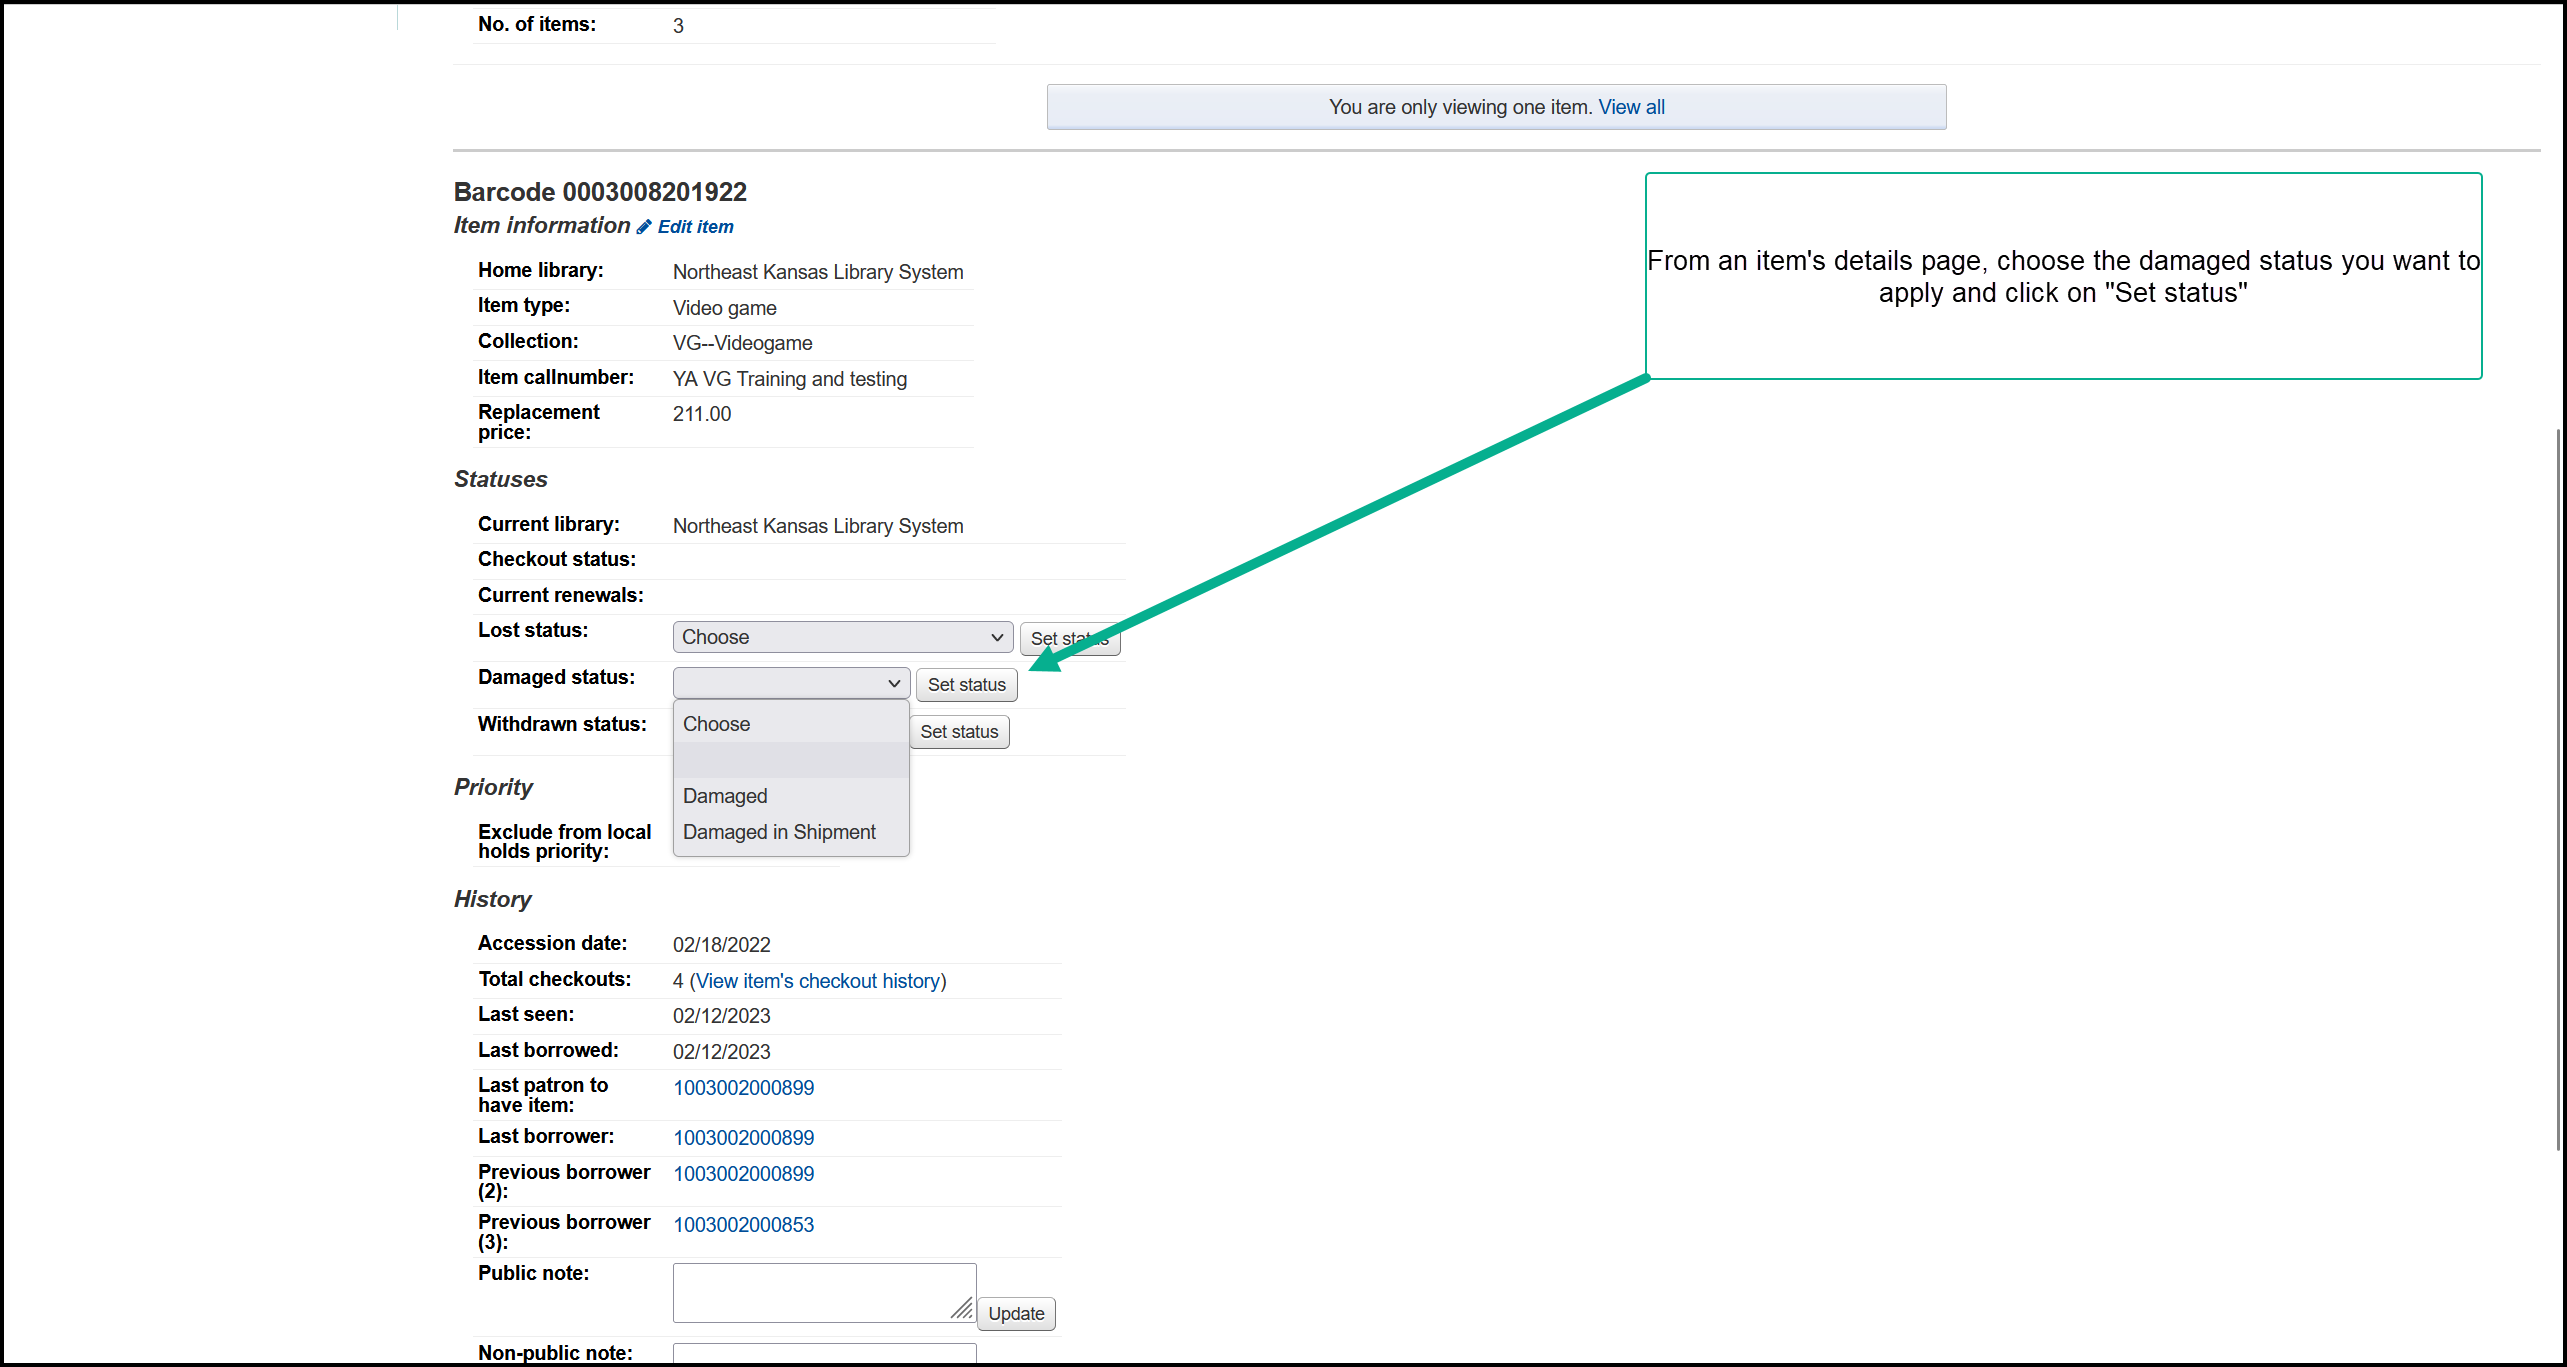 No. of items: 3
You are only viewing one item. View all
Barcode 0003008201922
Item information Edit item
From an item's details page, choose the damaged status you want to
apply and click on "Set status"
Home library: Northeast Kansas Library System
Item type: Video game
Collection: VG--Videogame
Item callnumber: YA VG Training and testing
Replacement
price: 211.00
Statuses
Current library: Northeast Kansas Library System
Checkout status:
Current renewals:
Lost status: Choose Set status
Damaged status: Set status
Withdrawn status: Set status
Choose
Damaged
Damaged in Shipment
Priority
Exclude from local
holds priority:
History
Accession date: 02/18/2022
Total checkouts: 4 (View item's checkout history)
Last seen: 02/12/2023
Last borrowed: 02/12/2023
Last patron to
have item: 1003002000899
Last borrower: 1003002000899
Previous borrower
(2): 1003002000899
Previous borrower
(3): 1003002000853
Public note: Update
Non-public note: